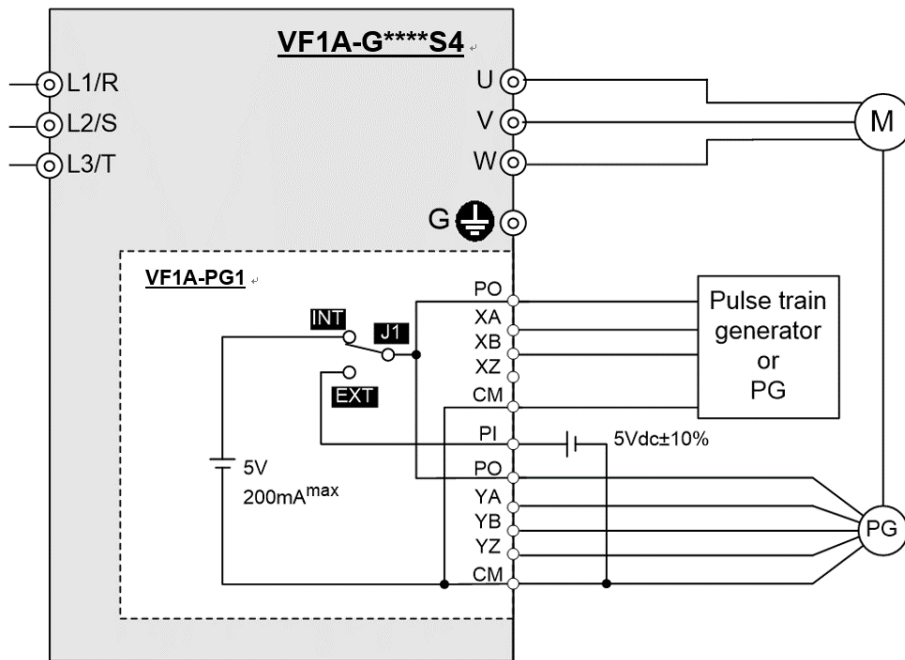 VF1A-G****S4
L1/R
L2/S
L3/T
U
V
W
M
G
VF1A-PG1
INT
J1
EXT
5V
200mAmax
PO
XA
XB
XZ
CM
PI
PO
YA
YB
YZ
CM
Pulse train
generator
or
PG
5Vdc±10%
PG